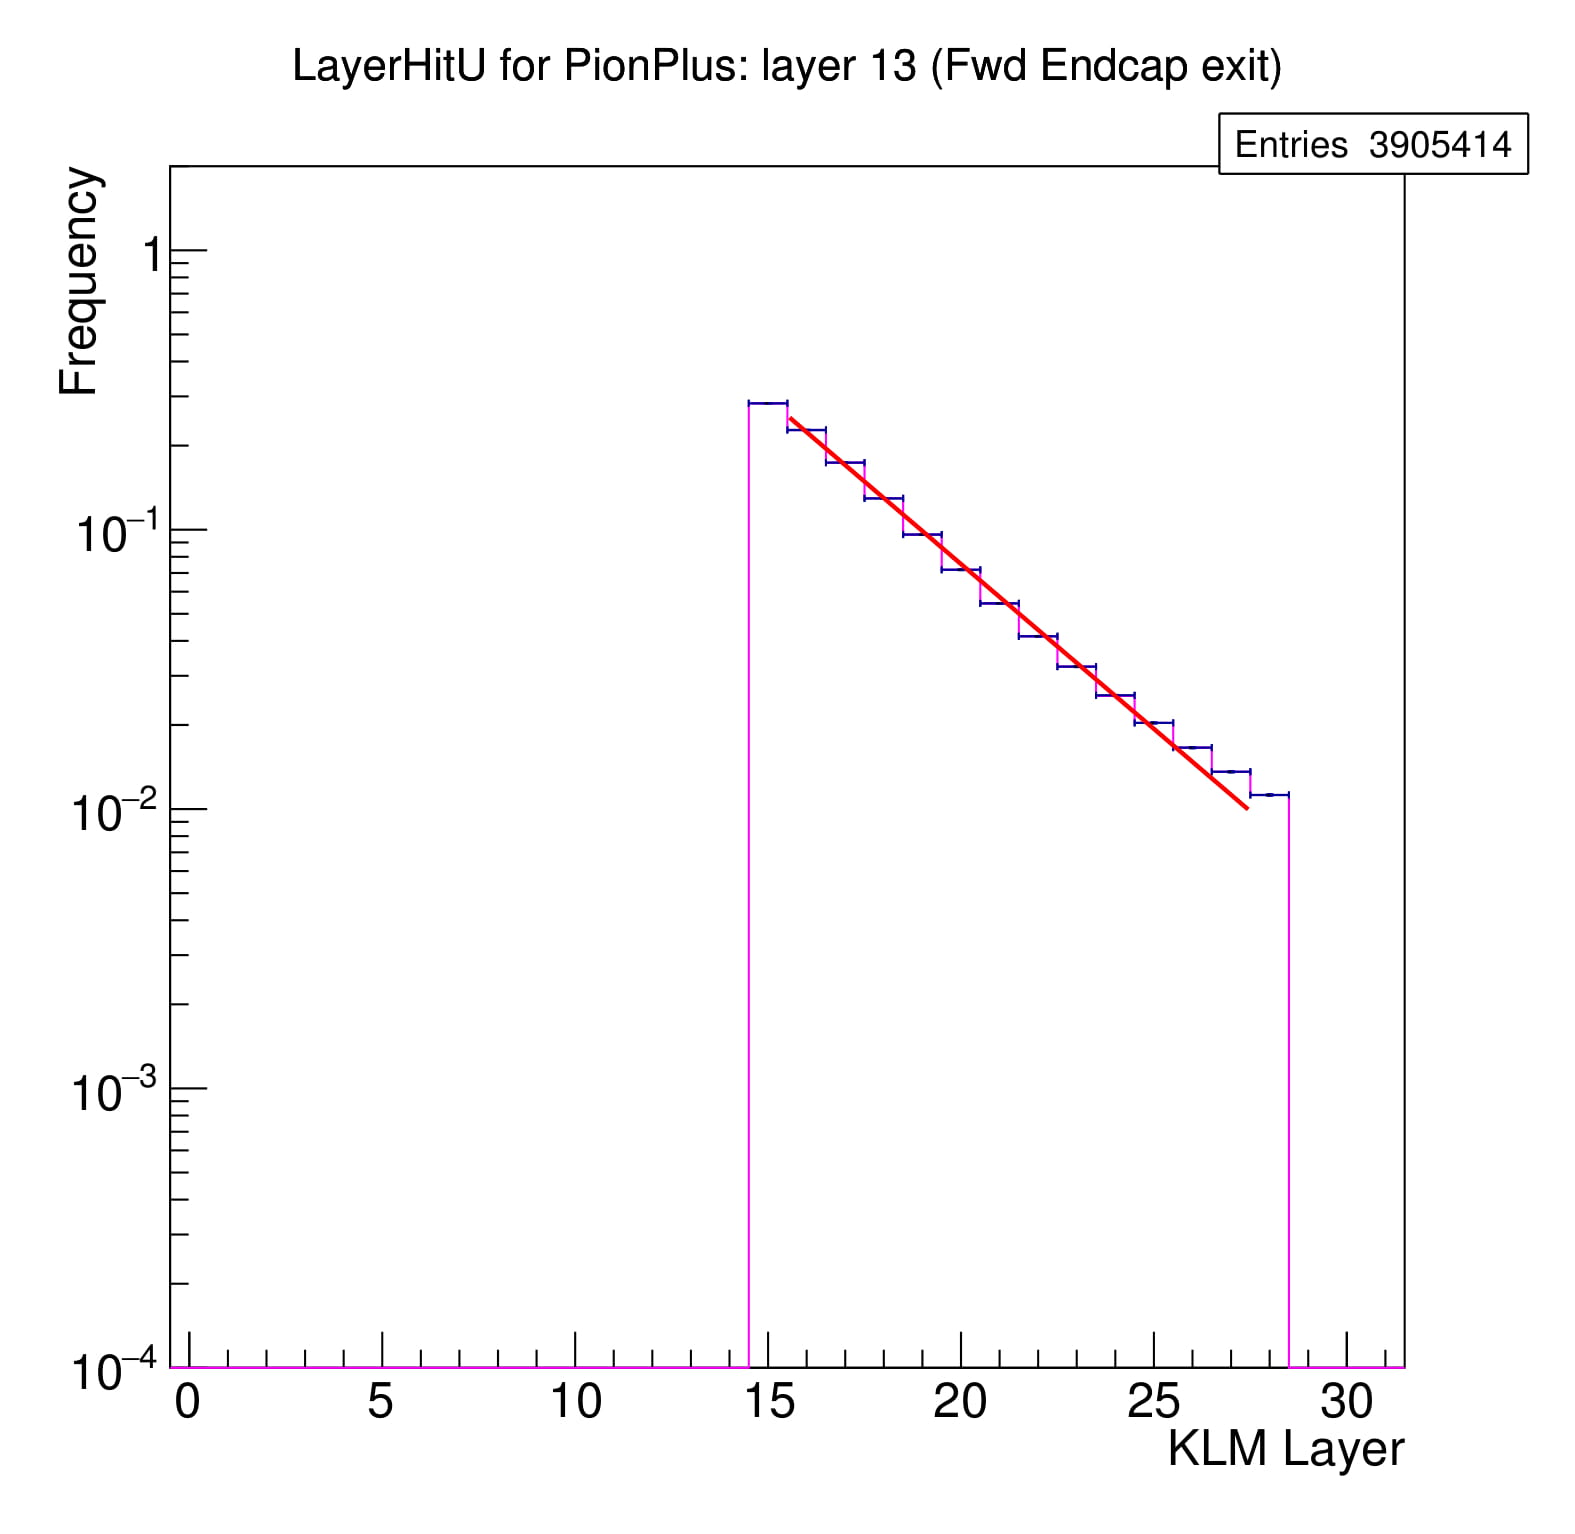 LayerHitU for PionPlus: layer 13 (Fwd Endcap exit)
Entries 3905414
Frequency
1
10⁻¹
10⁻²
10⁻³
10⁻⁴
0 5 10 15 20 25 30
KLM Layer